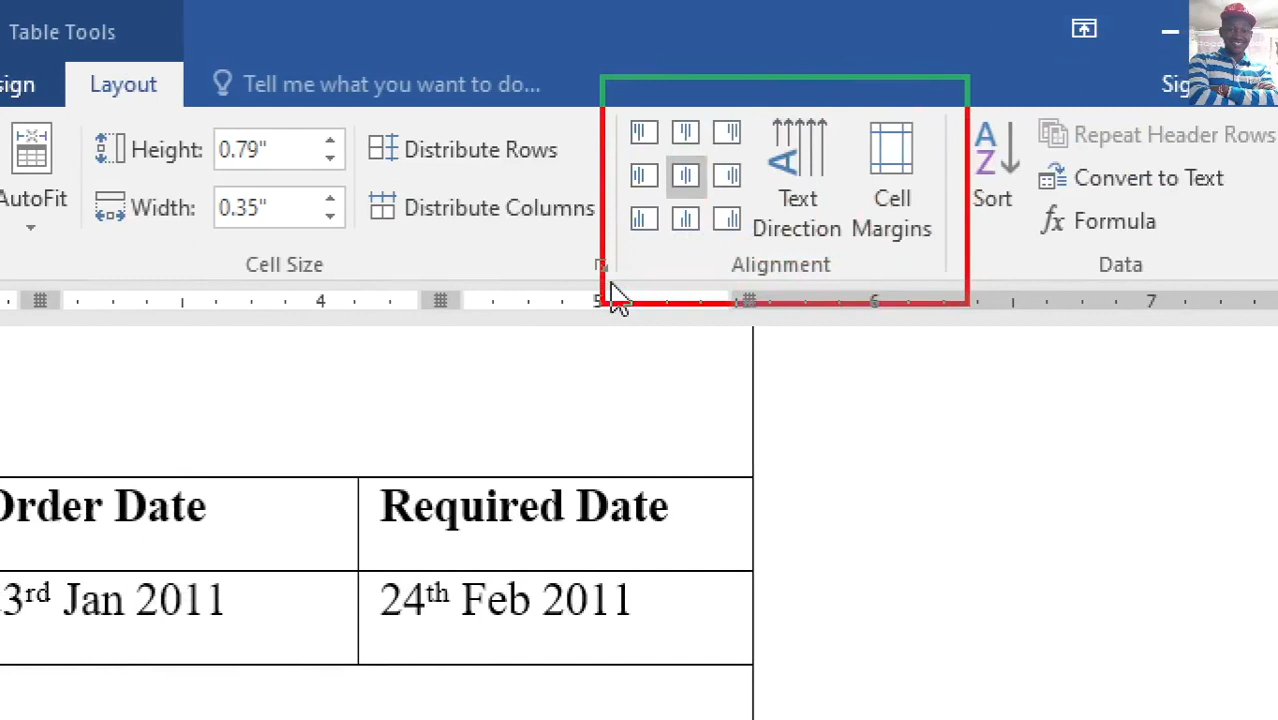 Table Tools
sign
Layout
Tell me what you want to do...
Sig
AutoFit
Height: 0.79"
Width: 0.35"
Distribute Rows
Distribute Columns
Cell Size
Text
Direction
Cell
Margins
Alignment
A
Z
Sort
Repeat Header Rows
Convert to Text
fx Formula
Data
4 5 6 7
Order Date Required Date
3rd Jan 2011 24th Feb 2011